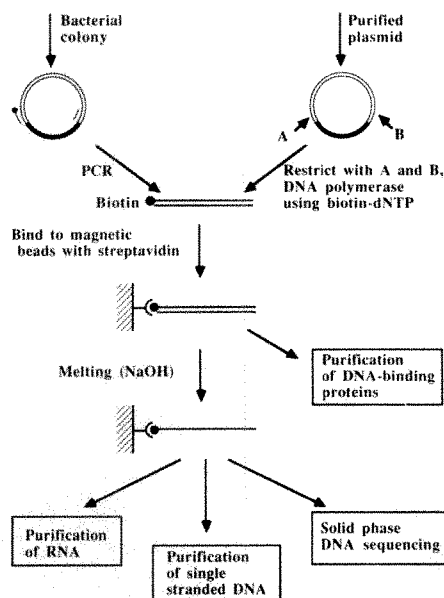 Bacterial
colony
Purified
plasmid
A
B
PCR
Restrict with A and B,
DNA polymerase
using biotin-dNTP
Biotin
Bind to magnetic
beads with streptavidin
Melting (NaOH)
Purification
of DNA-binding
proteins
Purification
of RNA
Purification
of single
stranded DNA
Solid phase
DNA sequencing